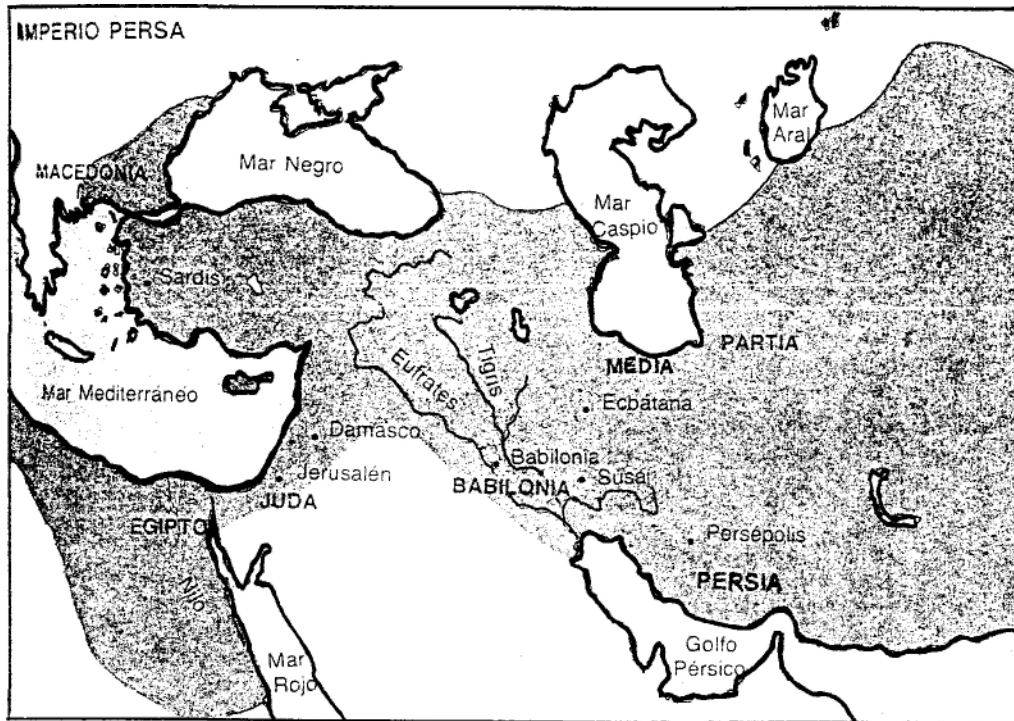 IMPERIO PERSA
Mar
Aral
Mar Negro
MACEDONIA
Mar
Caspio
Sardis
PARTIA
MEDIA
Tigris
Eufrates
Mar Mediterráneo
Ecbátana
Damasco
Babilonia
Jerusalén
Susa
BABILONIA
JUDA
EGIPTO
Persépolis
PERSIA
Nilo
Golfo
Pérsico
Mar
Rojo